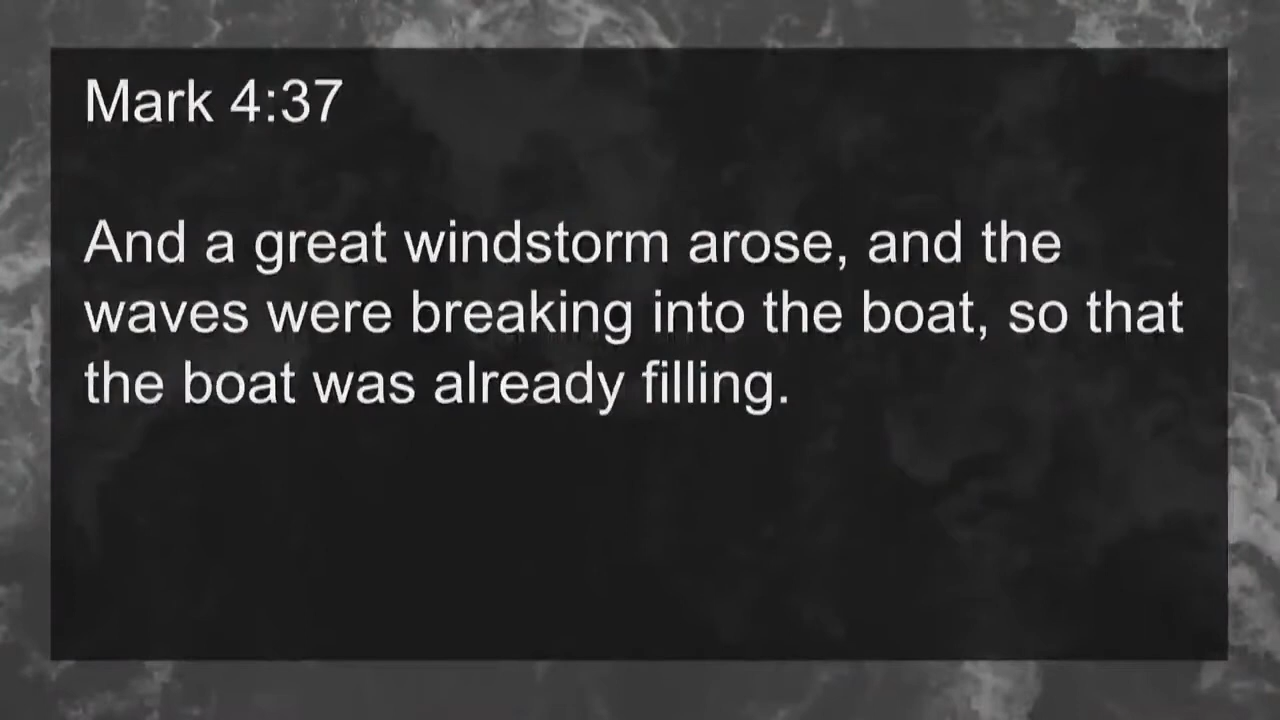 Mark 4:37
And a great windstorm arose, and the
waves were breaking into the boat, so that
the boat was already filling.